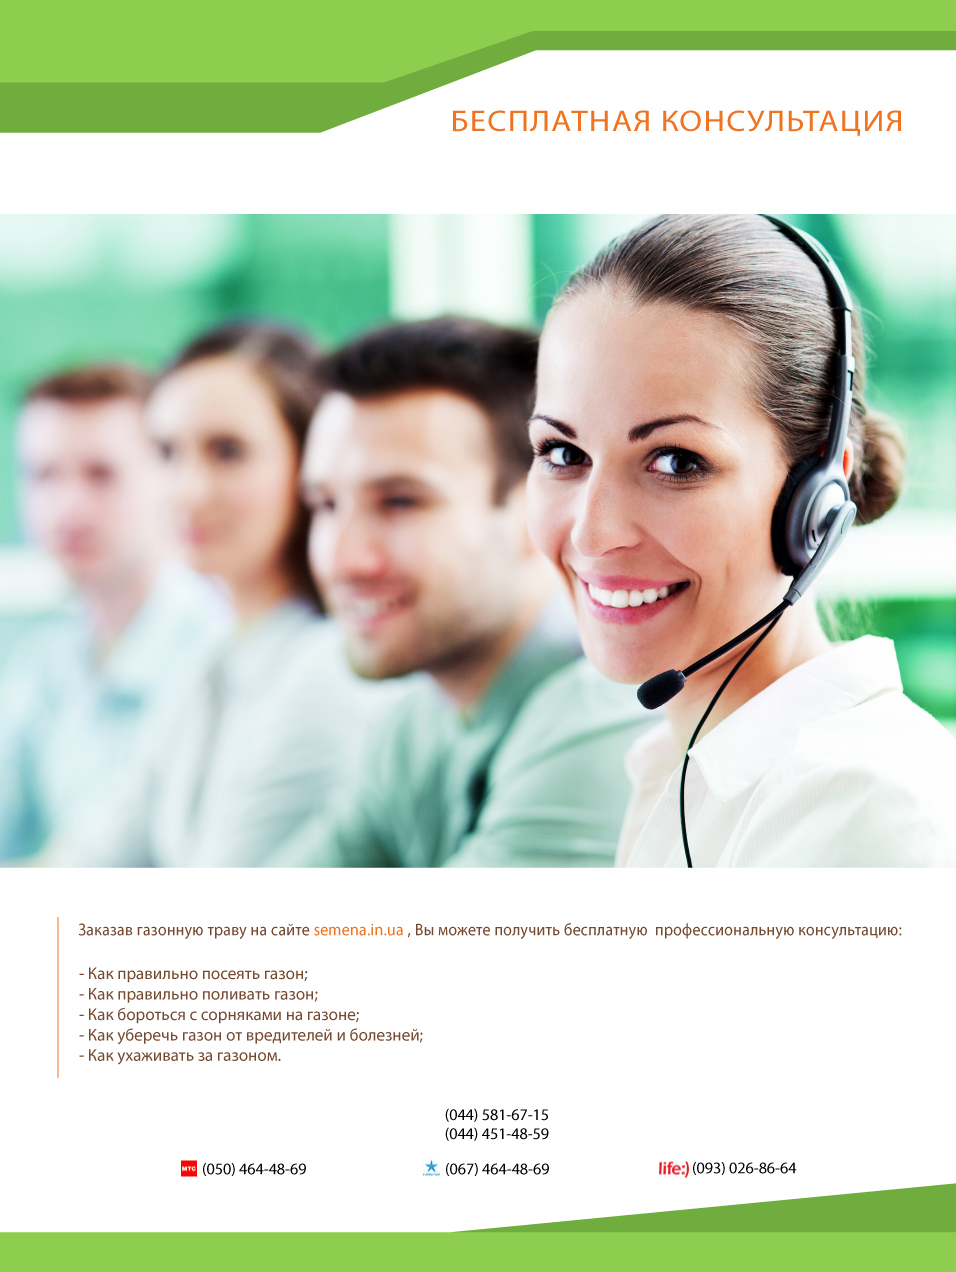 БЕСПЛАТНАЯ КОНСУЛЬТАЦИЯ
Заказав газонную траву на сайте semena.in.ua , Вы можете получить бесплатную профессиональную консультацию:
- Как правильно посеять газон;
- Как правильно поливать газон;
- Как бороться с сорняками на газоне;
- Как уберечь газон от вредителей и болезней;
- Как ухаживать за газоном.
(044) 581-67-15
(044) 451-48-59
МТС (050) 464-48-69
(067) 464-48-69
life:) (093) 026-86-64